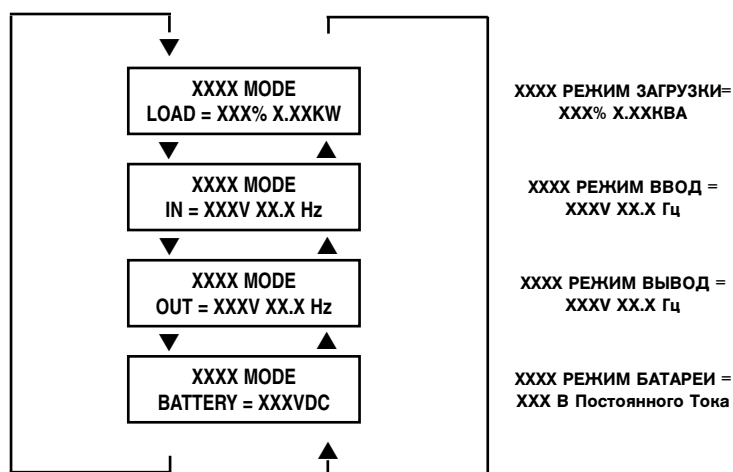 XXXX MODE
LOAD = XXX% X.XXKW
XXXX РЕЖИМ ЗАГРУЗКИ=
XXX% X.XXКВА
XXXX MODE
IN = XXXV XX.X Hz
XXXX РЕЖИМ ВВОД =
XXXV XX.X Гц
XXXX MODE
OUT = XXXV XX.X Hz
XXXX РЕЖИМ ВЫВОД =
XXXV XX.X Гц
XXXX MODE
BATTERY = XXXVDC
XXXX РЕЖИМ БАТАРЕИ =
XXX В Постоянного Тока